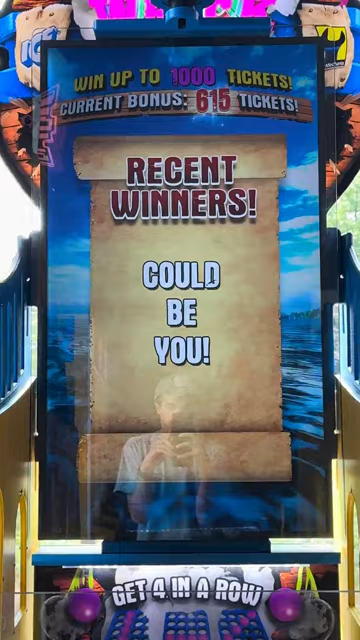 WIN UP TO 1000 TICKETS!
CURRENT BONUS: 615 TICKETS!
RECENT
WINNERS!
COULD
BE
YOU!
GET 4 IN A ROW